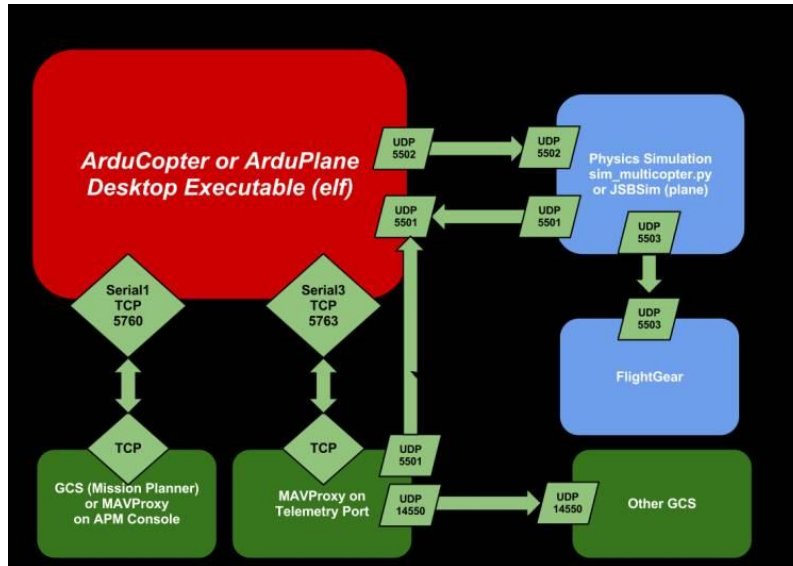 ArduCopter or ArduPlane
Desktop Executable (elf)
UDP
5502
UDP
5502
Physics Simulation
sim_multicopter.py
or JSBSim (plane)
UDP
5501
UDP
5501
UDP
5503
Serial1
TCP
5760
Serial3
TCP
5763
UDP
5503
FlightGear
TCP
TCP
UDP
5501
GCS (Mission Planner)
or MAVProxy
on APM Console
MAVProxy on
Telemetry Port
UDP
14550
UDP
14550
Other GCS